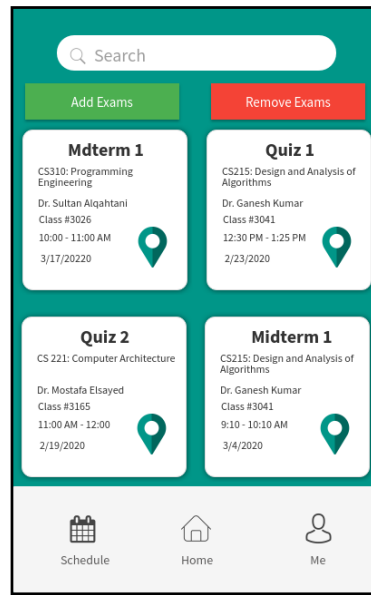 Search
Add Exams
Remove Exams
Mdterm 1
CS310: Programming
Engineering
Dr. Sultan Alqahtani
Class #3026
10:00 - 11:00 AM
3/17/20220
Quiz 1
CS215: Design and Analysis of
Algorithms
Dr. Ganesh Kumar
Class #3041
12:30 PM - 1:25 PM
2/23/2020
Quiz 2
CS 221: Computer Architecture
Dr. Mostafa Elsayed
Class #3165
11:00 AM - 12:00
2/19/2020
Midterm 1
CS215: Design and Analysis of
Algorithms
Dr. Ganesh Kumar
Class #3041
9:10 - 10:10 AM
3/4/2020
Schedule
Home
Me